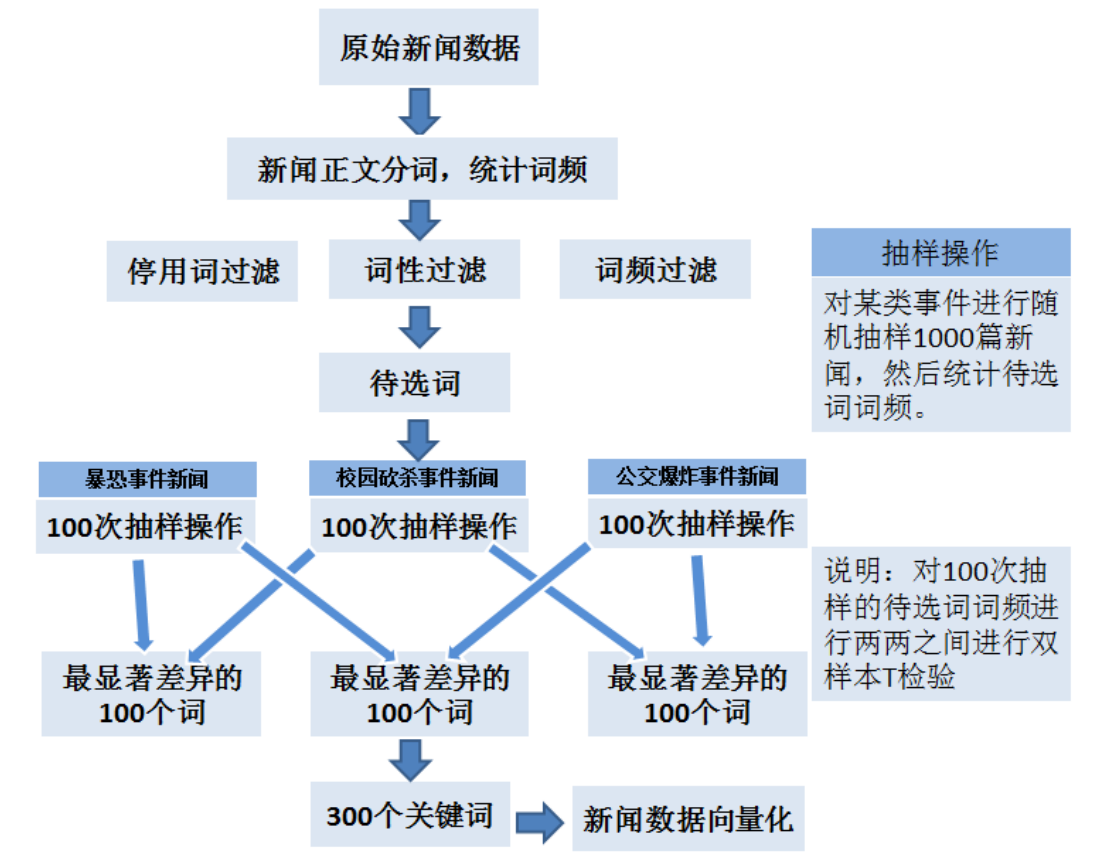 原始新闻数据
新闻正文分词，统计词频
停用词过滤
词性过滤
词频过滤
待选词
抽样操作
对某类事件进行随
机抽样1000篇新
闻，然后统计待选
词词频。
暴恐事件新闻
100次抽样操作
校园砍杀事件新闻
100次抽样操作
公交爆炸事件新闻
100次抽样操作
说明：对100次抽
样的待选词词频进
行两两之间进行双
样本T检验
最显著差异的
100个词
最显著差异的
100个词
最显著差异的
100个词
300个关键词
新闻数据向量化